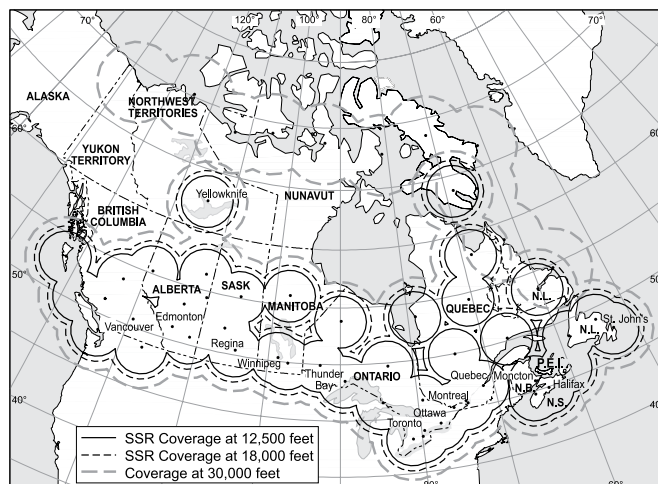 120° 100° 80° 60° 70°
70°
ALASKA
NORTHWEST
TERRITORIES
60°
YUKON
TERRITORY
60°
Yellowknife
NUNAVUT
BRITISH
COLUMBIA
50°
ALBERTA
SASK
MANITOBA
QUEBEC
N.L.
50°
N.L.
St. John's
Vancouver
Edmonton
Regina
Winnipeg
Thunder
Bay
ONTARIO
Quebec
Moncton
P.E.I.
Halifax
N.B.
N.S.
Montreal
Ottawa
Toronto
40°
40°
SSR Coverage at 12,500 feet
SSR Coverage at 18,000 feet
Coverage at 30,000 feet